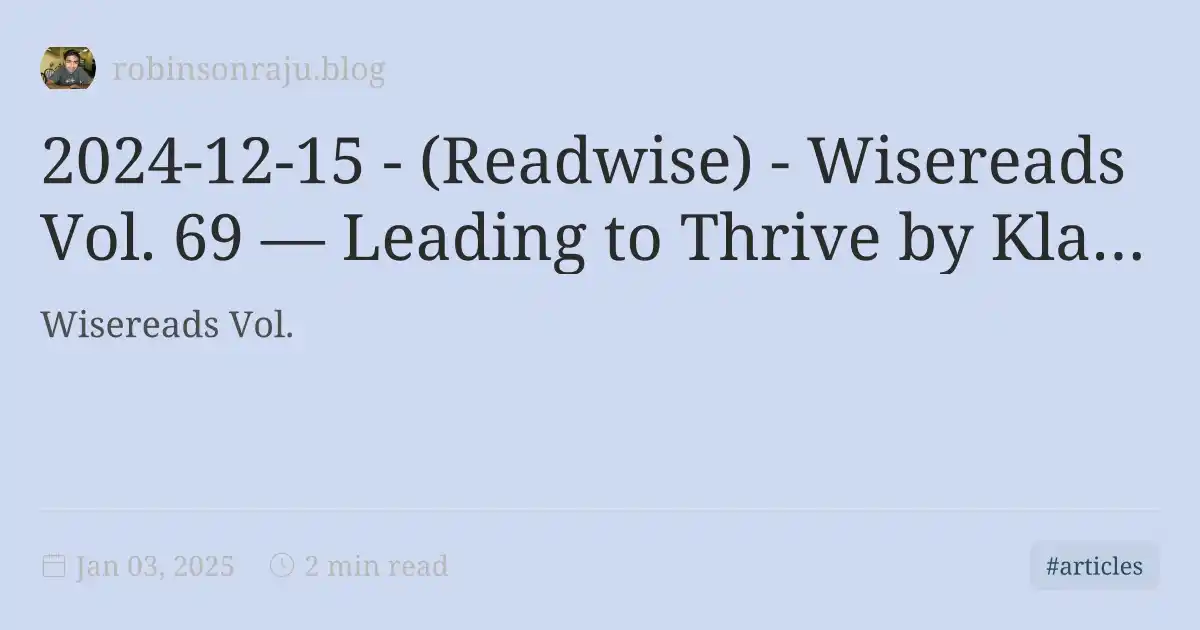 robinsonraju.blog
2024-12-15 - (Readwise) - Wisereads
Vol. 69 — Leading to Thrive by Kla...
Wisereads Vol.
Jan 03, 2025
2 min read
#articles